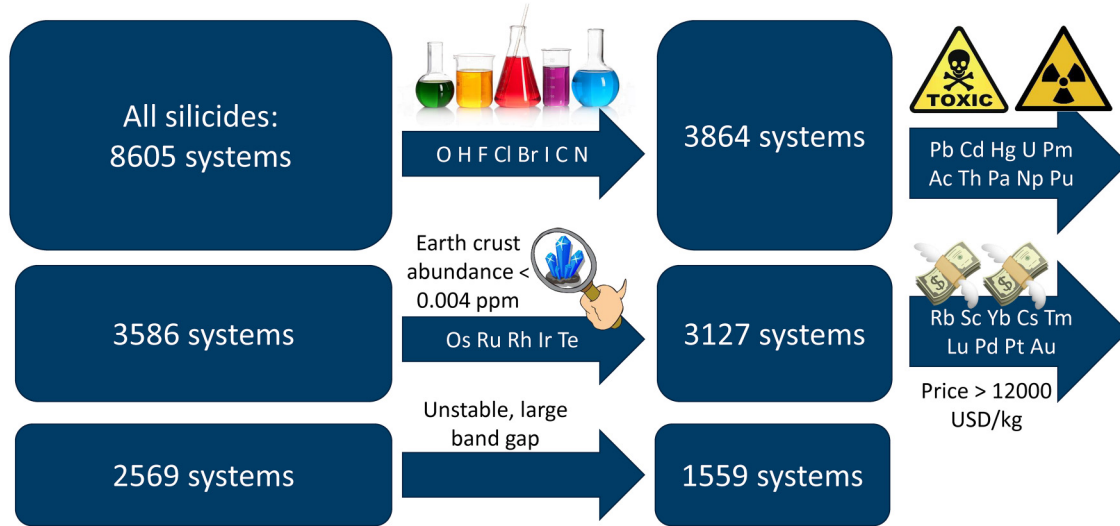 All silicides:
8605 systems
O H F Cl Br I C N
3864 systems
TOXIC
Pb Cd Hg U Pm
Ac Th Pa Np Pu
3586 systems
Earth crust
abundance <
0.004 ppm
Os Ru Rh Ir Te
3127 systems
$ $
Rb Sc Yb Cs Tm
Lu Pd Pt Au
Price > 12000
USD/kg
2569 systems
Unstable, large
band gap
1559 systems